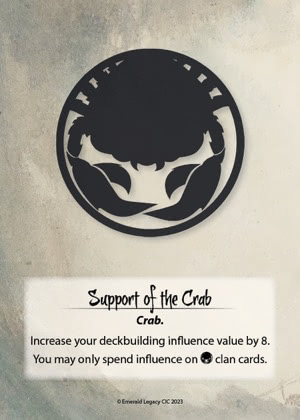 Support of the Crab
Crab.
Increase your deckbuilding influence value by 8.
You may only spend influence on clan cards.
© Emerald Legacy CIC 2023